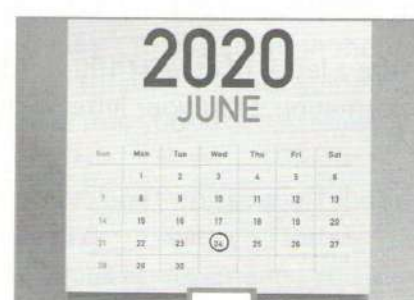 2020
JUNE
Sun Mon Tue Wed Thu Fri Sat
1 2 3 4 5 6
7 8 9 10 11 12 13
14 15 16 17 18 19 20
21 22 23 24 25 26 27
28 29 30